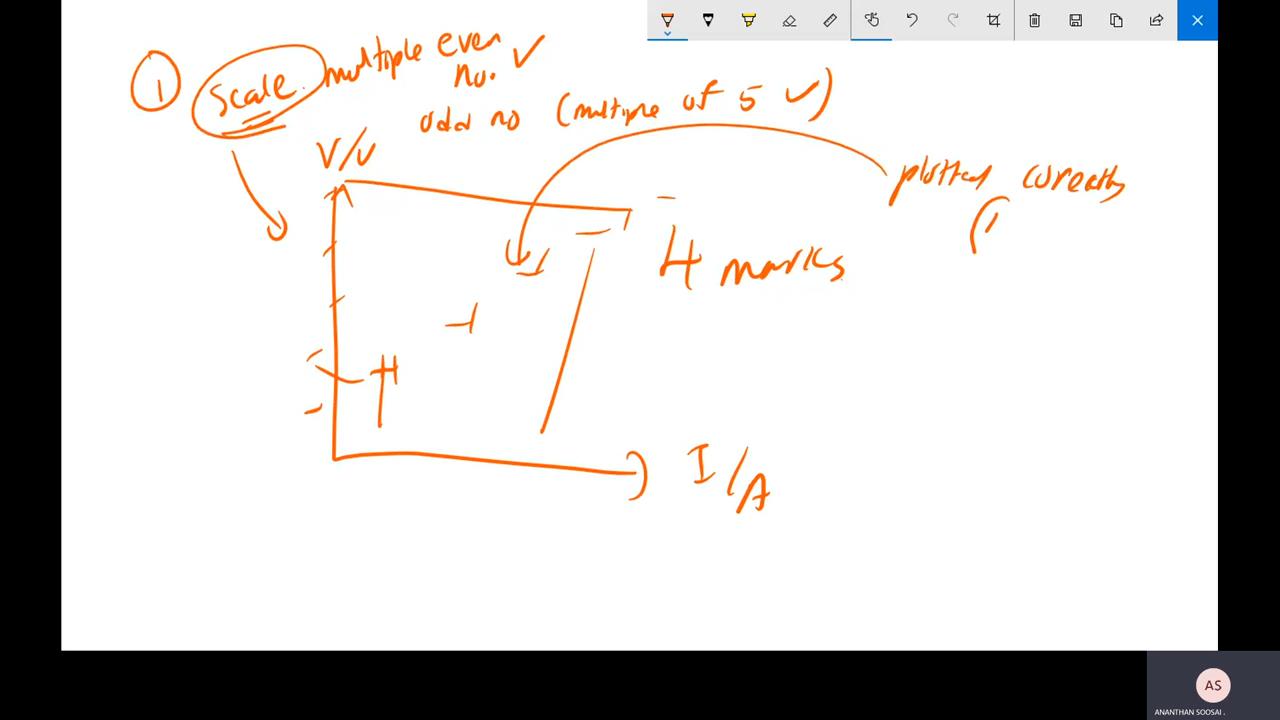 1 Scale. multiple even no. ✓
odd no (multiple of 5 ✓)
V/V
plotted correctly
4 marks
I/A
AS
ANANTHAN SOOSAI .